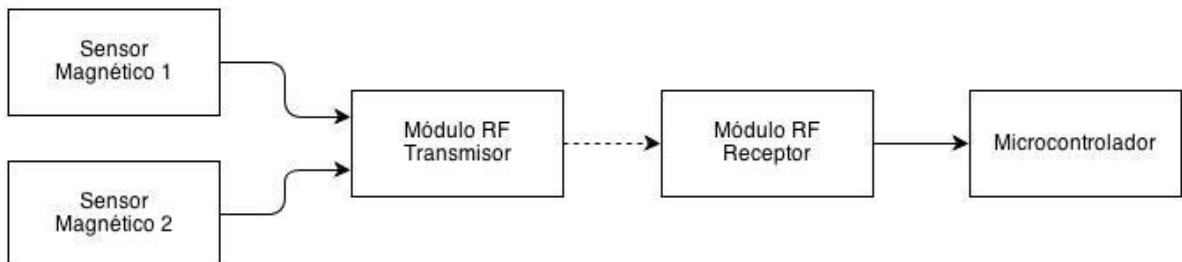 Sensor
Magnético 1
Sensor
Magnético 2
Módulo RF
Transmisor
Módulo RF
Receptor
Microcontrolador